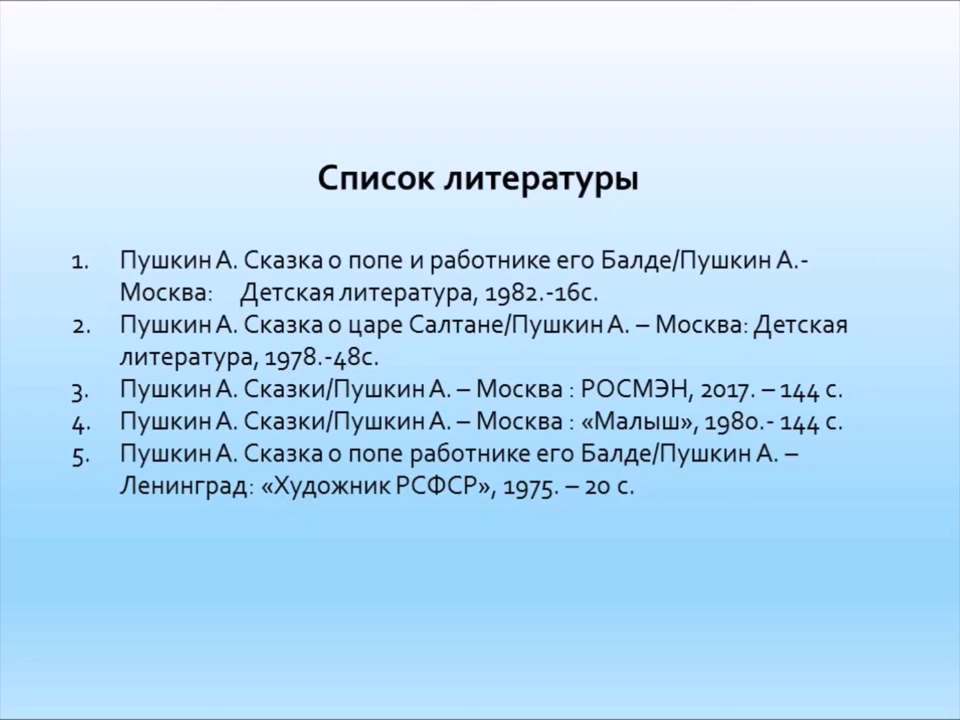 Список литературы
1. Пушкин А. Сказка о попе и работнике его Балде/Пушкин А.-
Москва: Детская литература, 1982.-16с.
2. Пушкин А. Сказка о царе Салтане/Пушкин А. – Москва: Детская
литература, 1978.-48с.
3. Пушкин А. Сказки/Пушкин А. – Москва : РОСМЭН, 2017. – 144 с.
4. Пушкин А. Сказки/Пушкин А. – Москва : «Малыш», 1980.- 144 с.
5. Пушкин А. Сказка о попе работнике его Балде/Пушкин А. –
Ленинград: «Художник РСФСР», 1975. – 20 с.